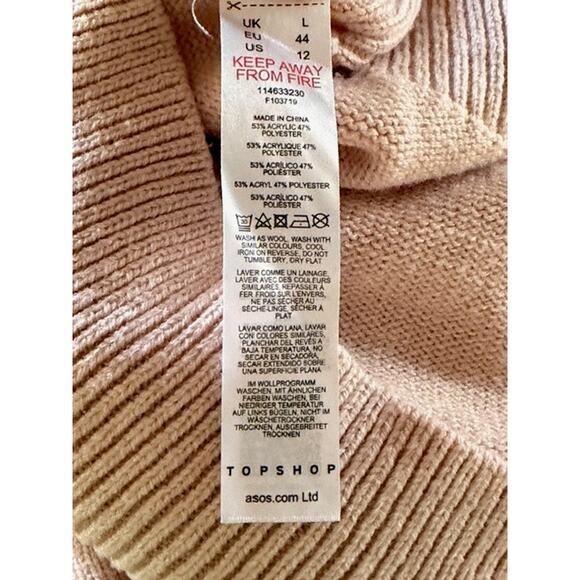 UK L
EU 44
US 12
KEEP AWAY
FROM FIRE
114633230
F103719
MADE IN CHINA
53% ACRYLIC 47%
POLYESTER
53% ACRYLIQUE 47%
POLYESTER
53% ACRÍLICO 47%
POLIÉSTER
53% ACRYL 47% POLYESTER
53% ACRÍLICO 47%
POLIÉSTER
30
WASH AS WOOL, WASH WITH
SIMILAR COLOURS, COOL
IRON ON REVERSE, DO NOT
TUMBLE DRY, DRY FLAT
LAVER COMME UN LAINAGE,
LAVER AVEC DES COULEURS
SIMILAIRES, REPASSER À
FER FROID SUR L'ENVERS,
NE PAS SÉCHER AU
SÈCHE-LINGE, SÉCHER À
PLAT
LAVAR COMO LANA, LAVAR
CON COLORES SIMILARES,
PLANCHAR DEL REVÉS A
BAJA TEMPERATURA, NO
SECAR EN SECADORA,
SECAR EXTENDIDO SOBRE
UNA SUPERFICIE PLANA
IM WOLLPROGRAMM
WASCHEN, MIT ÄHNLICHEN
FARBEN WASCHEN, BEI
NIEDRIGER TEMPERATUR
AUF LINKS BÜGELN, NICHT IM
WÄSCHETROCKNER
TROCKNEN, AUSGEBREITET
TROCKNEN
TOPSHOP
asos.com Ltd